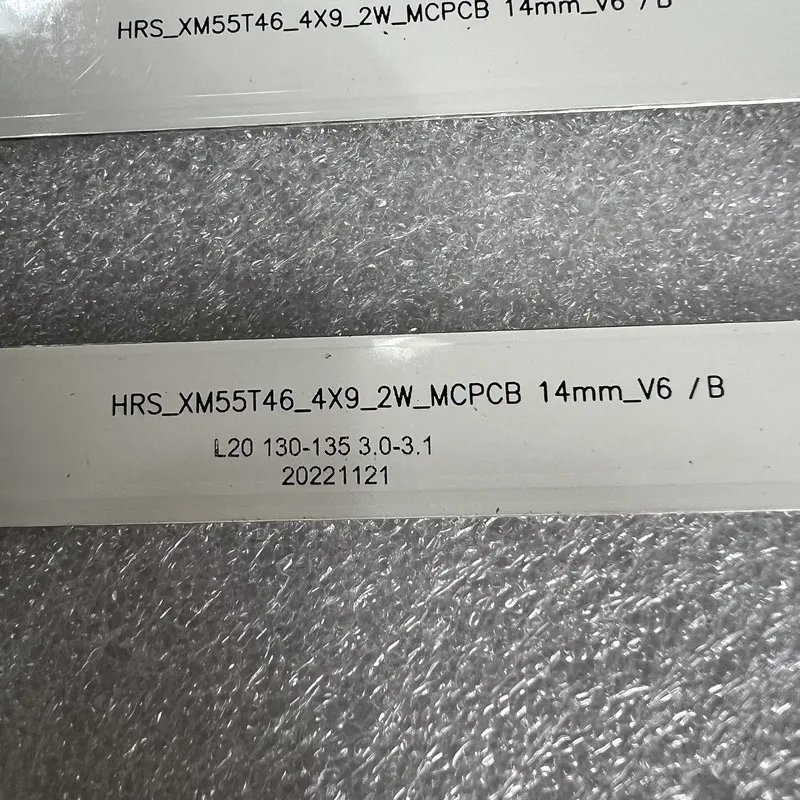 HRS_XM55T46_4X9_2W_MCPCB 14mm_V6 / B
HRS_XM55T46_4X9_2W_MCPCB 14mm_V6 / B
L20 130-135 3.0-3.1
20221121